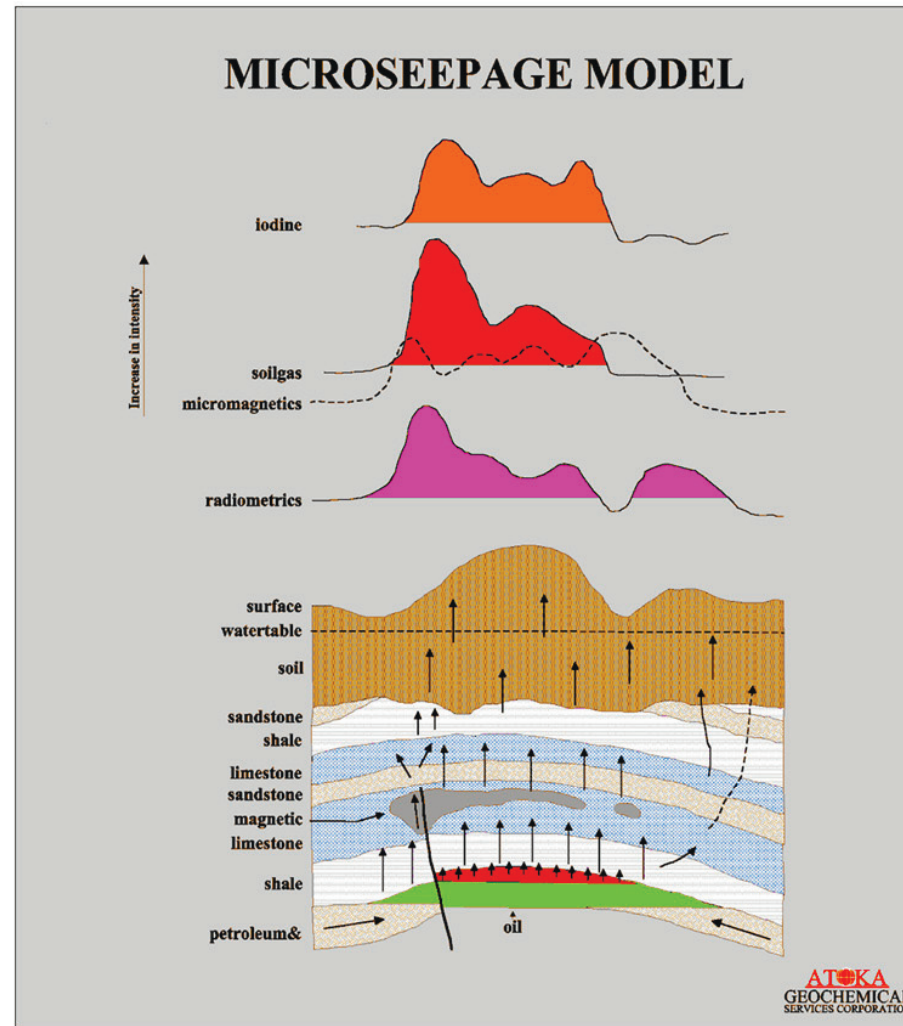 MICROSEEPAGE MODEL
iodine
Increase in intensity
soilgas
micromagnetics
radiometrics
surface
watertable
soil
sandstone
shale
limestone
sandstone
magnetic
limestone
shale
petroleum&
oil
ATOKA
GEOCHEMICAL
SERVICES CORPORATION